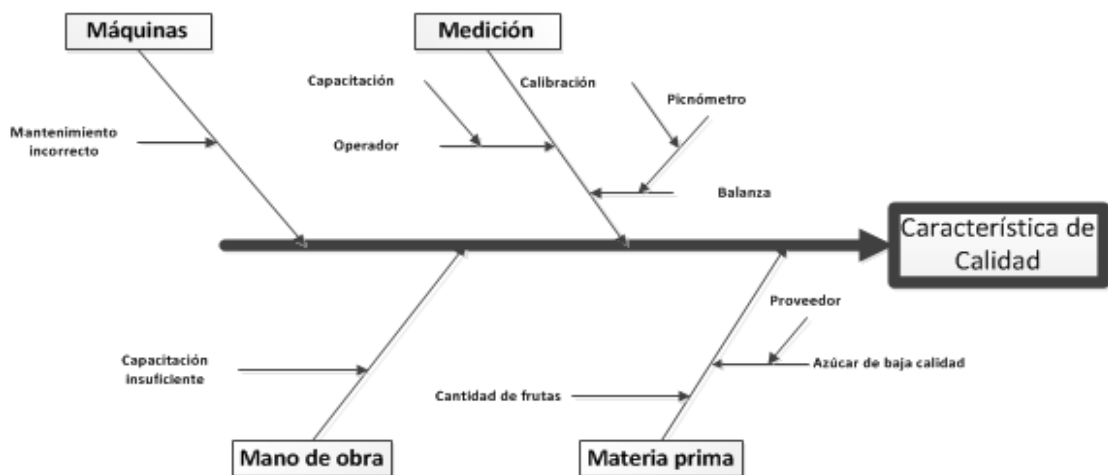 Máquinas
Medición
Capacitación
Calibración
Picnómetro
Mantenimiento
incorrecto
Operador
Balanza
Característica de
Calidad
Proveedor
Capacitación
insuficiente
Azúcar de baja calidad
Cantidad de frutas
Mano de obra
Materia prima